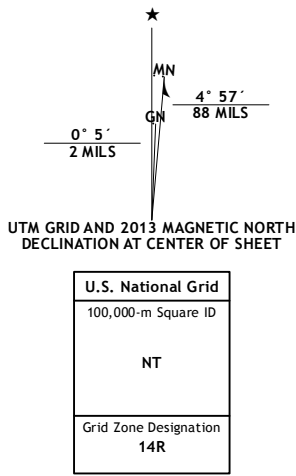 ★
MN
GN
4° 57´
88 MILS
0° 5´
2 MILS
UTM GRID AND 2013 MAGNETIC NORTH
DECLINATION AT CENTER OF SHEET
U.S. National Grid
100,000-m Square ID
NT
Grid Zone Designation
14R